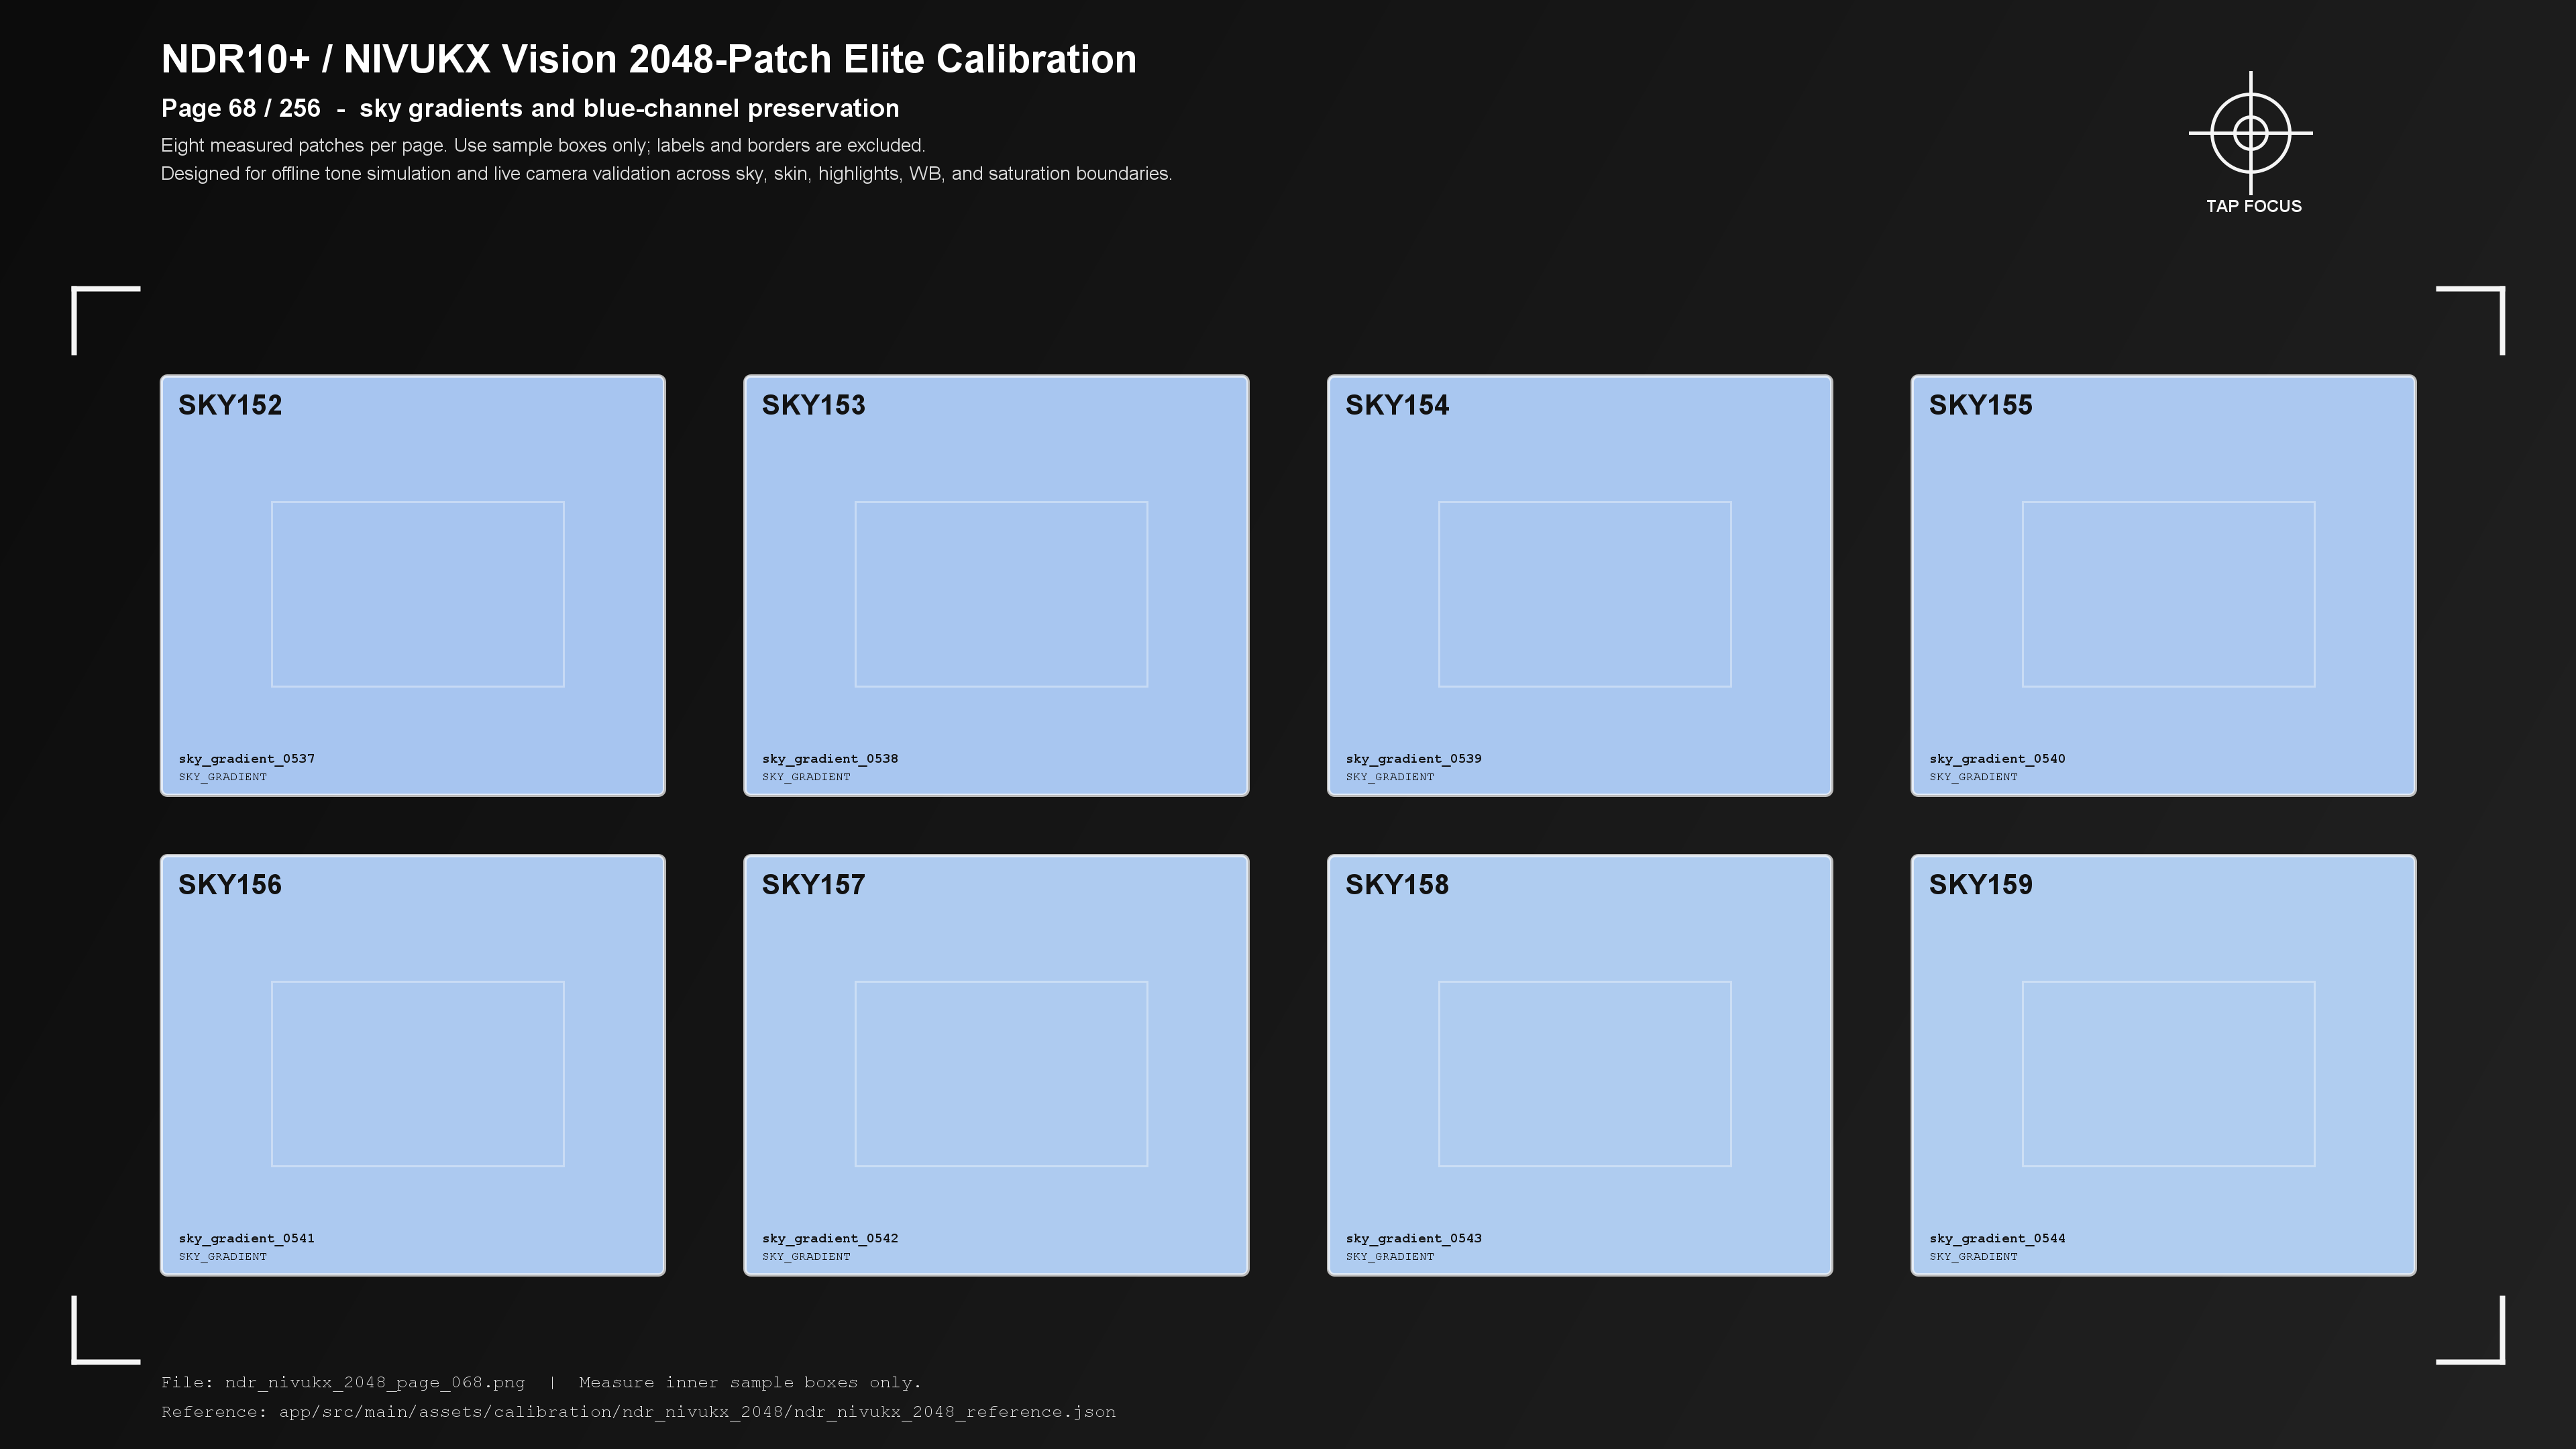 NDR10+ / NIVUKX Vision 2048-Patch Elite Calibration
Page 68 / 256  -  sky gradients and blue-channel preservation
Eight measured patches per page. Use sample boxes only; labels and borders are excluded.
Designed for offline tone simulation and live camera validation across sky, skin, highlights, WB, and saturation boundaries.
TAP FOCUS
SKY152
sky_gradient_0537
SKY_GRADIENT
SKY153
sky_gradient_0538
SKY_GRADIENT
SKY154
sky_gradient_0539
SKY_GRADIENT
SKY155
sky_gradient_0540
SKY_GRADIENT
SKY156
sky_gradient_0541
SKY_GRADIENT
SKY157
sky_gradient_0542
SKY_GRADIENT
SKY158
sky_gradient_0543
SKY_GRADIENT
SKY159
sky_gradient_0544
SKY_GRADIENT
File: ndr_nivukx_2048_page_068.png  |  Measure inner sample boxes only.
Reference: app/src/main/assets/calibration/ndr_nivukx_2048/ndr_nivukx_2048_reference.json